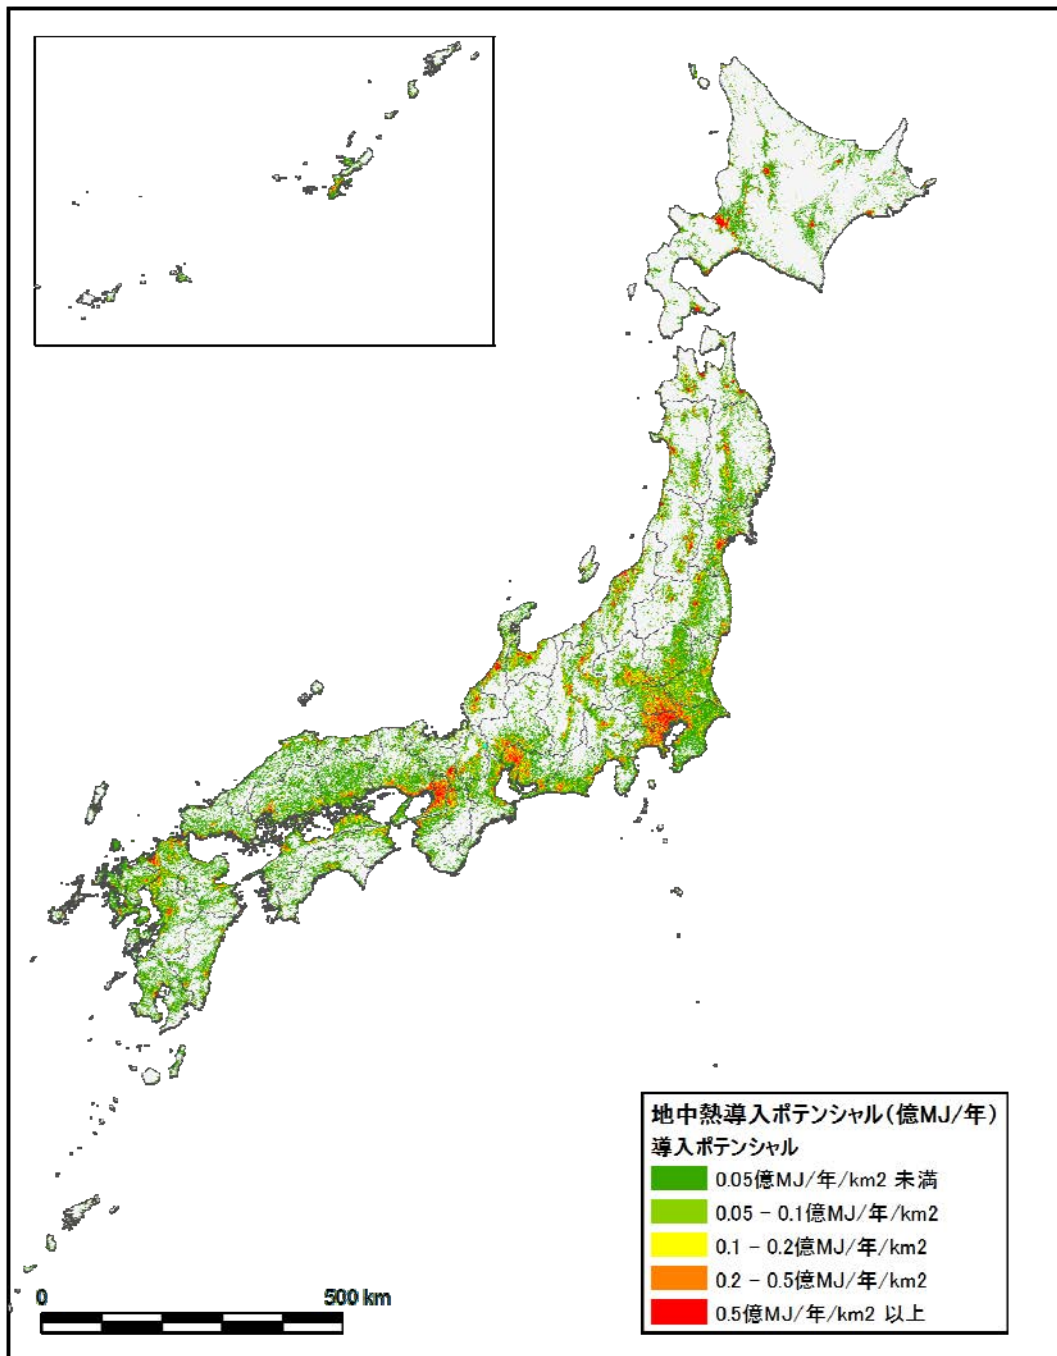 地中熱導入ポテンシャル(億MJ/年)
導入ポテンシャル
0.05億MJ/年/km2 未満
0.05 - 0.1億MJ/年/km2
0.1 - 0.2億MJ/年/km2
0.2 - 0.5億MJ/年/km2
0.5億MJ/年/km2 以上
0 500 km